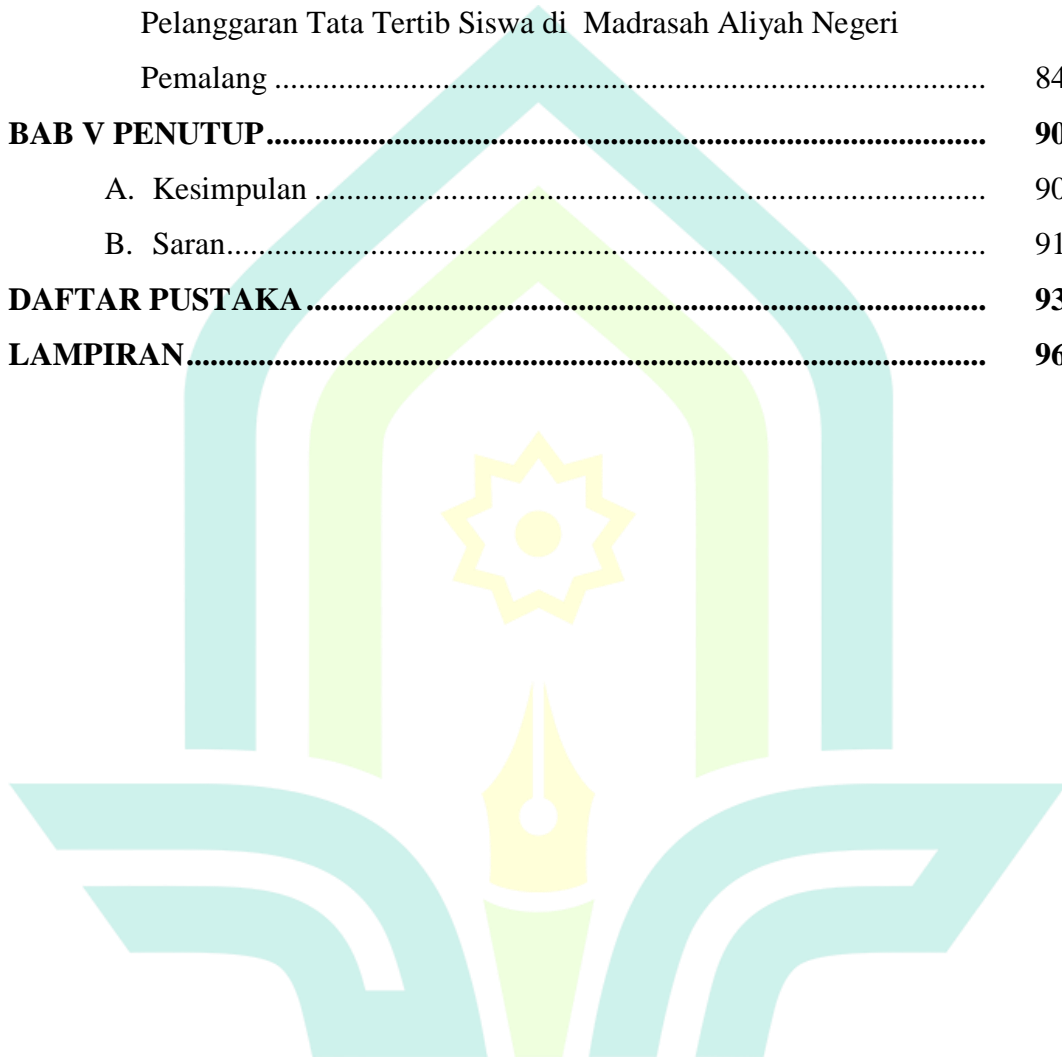 Pelanggaran Tata Tertib Siswa di Madrasah Aliyah Negeri
Pemalang .......................................................................................... 84
BAB V PENUTUP........................................................................................... 90
A. Kesimpulan ..................................................................................... 90
B. Saran................................................................................................ 91
DAFTAR PUSTAKA ...................................................................................... 93
LAMPIRAN..................................................................................................... 96